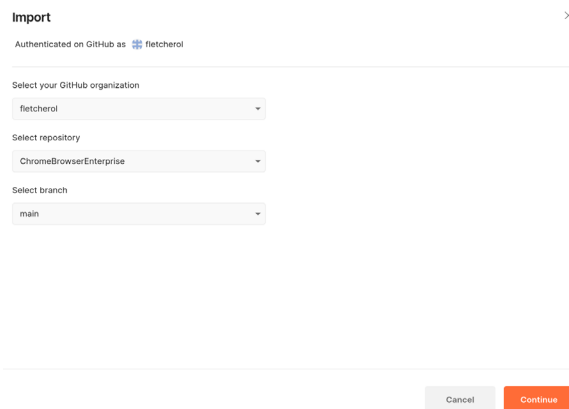 Import
Authenticated on GitHub as fletcherol
Select your GitHub organization
fletcherol
Select repository
ChromeBrowserEnterprise
Select branch
main
Cancel Continue